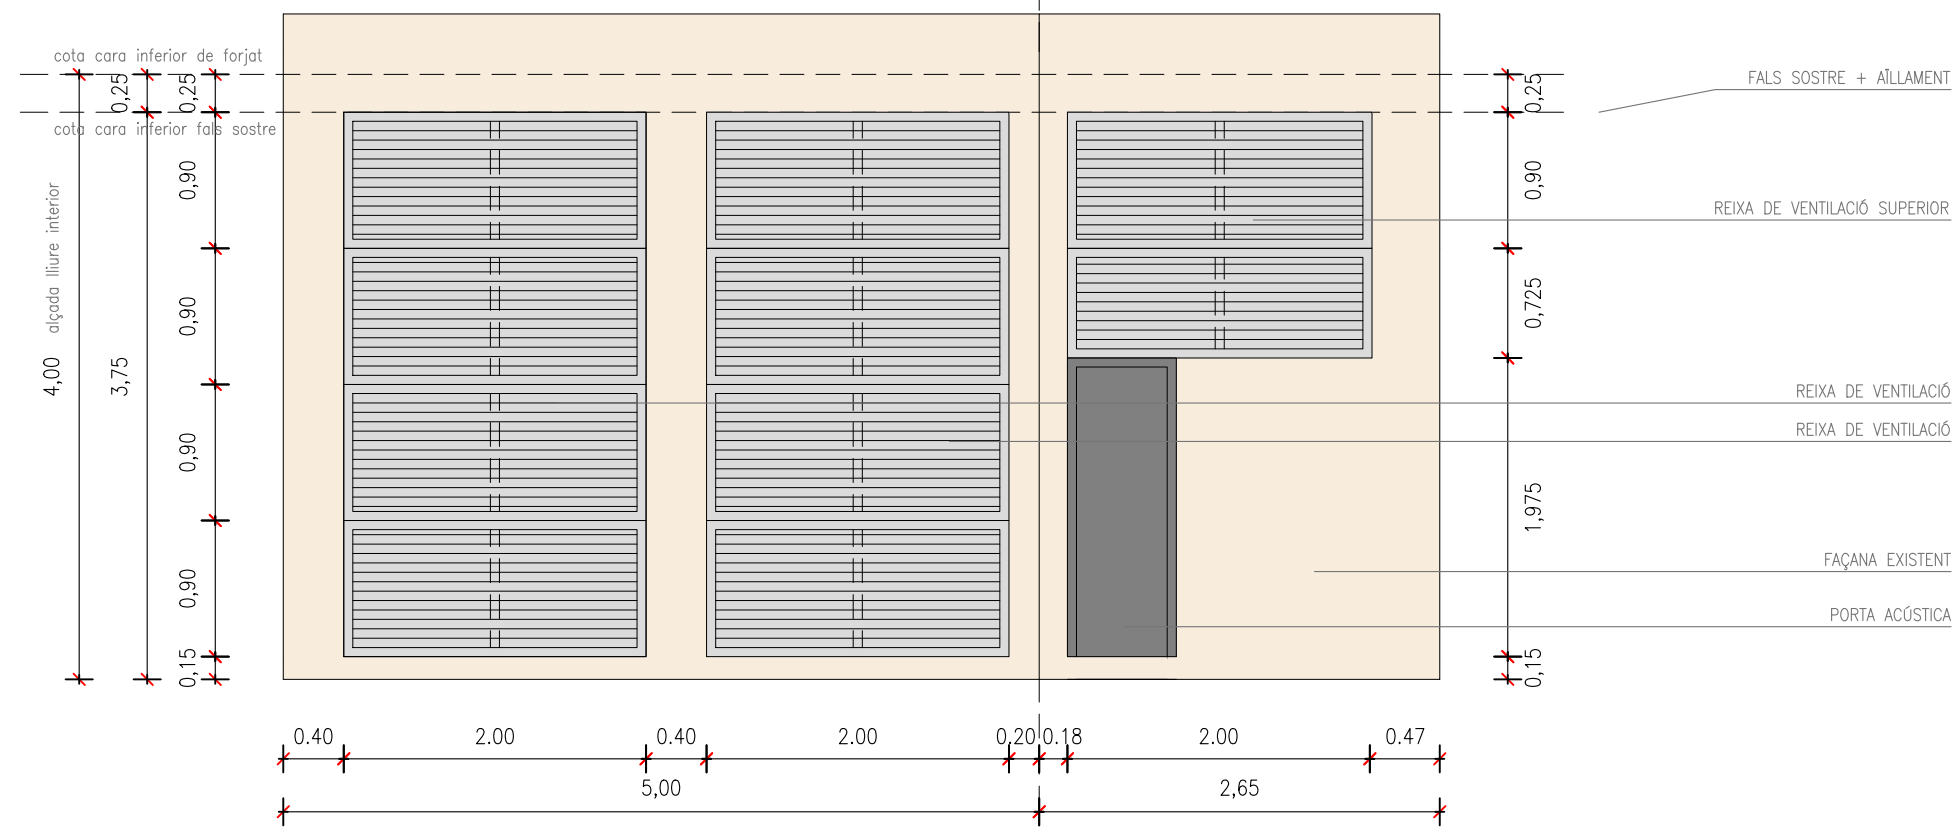 cota cara inferior de forjat
0,25
0,25
0,25
FALS SOSTRE + AÏLLAMENT
cota cara inferior fals sostre
0,90
0,90
REIXA DE VENTILACIÓ SUPERIOR
alçada lliure interior
0,90
0,725
4,00
3,75
REIXA DE VENTILACIÓ
REIXA DE VENTILACIÓ
0,90
1,975
0,90
FAÇANA EXISTENT
PORTA ACÚSTICA
0,15
0,15
0.40
2.00
0.40
2.00
0.20
0.18
2.00
0.47
5,00
2,65